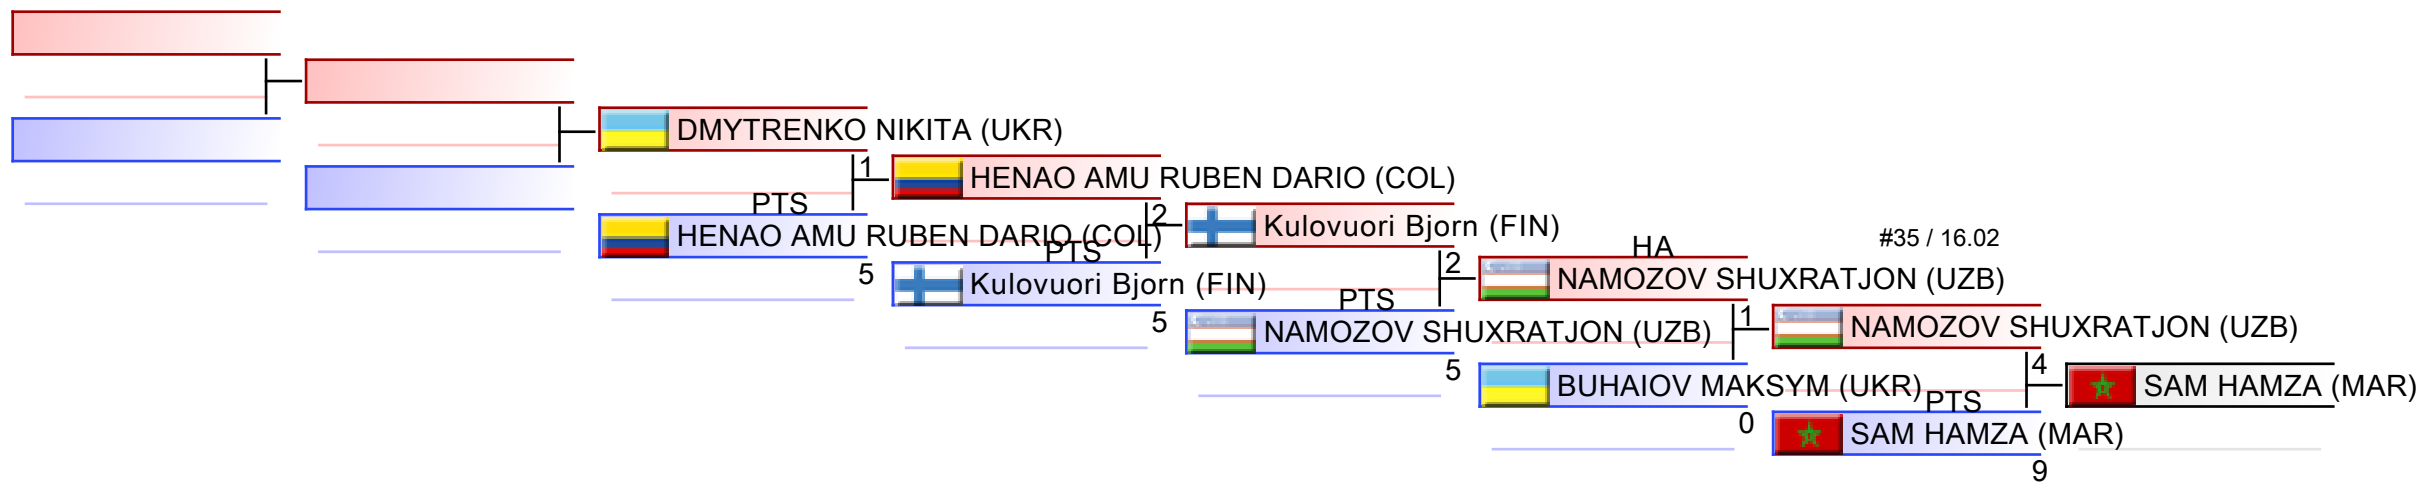 DMYTRENKO NIKITA (UKR)
1
PTS
HENAO AMU RUBEN DARIO (COL)
5
HENAO AMU RUBEN DARIO (COL)
2
PTS
Kulovuori Bjorn (FIN)
5
Kulovuori Bjorn (FIN)
2
PTS
NAMOZOV SHUXRATJON (UZB)
5
HA
NAMOZOV SHUXRATJON (UZB)
1
BUHAIOV MAKSYM (UKR)
0
#35 / 16.02
NAMOZOV SHUXRATJON (UZB)
4
PTS
SAM HAMZA (MAR)
9
SAM HAMZA (MAR)